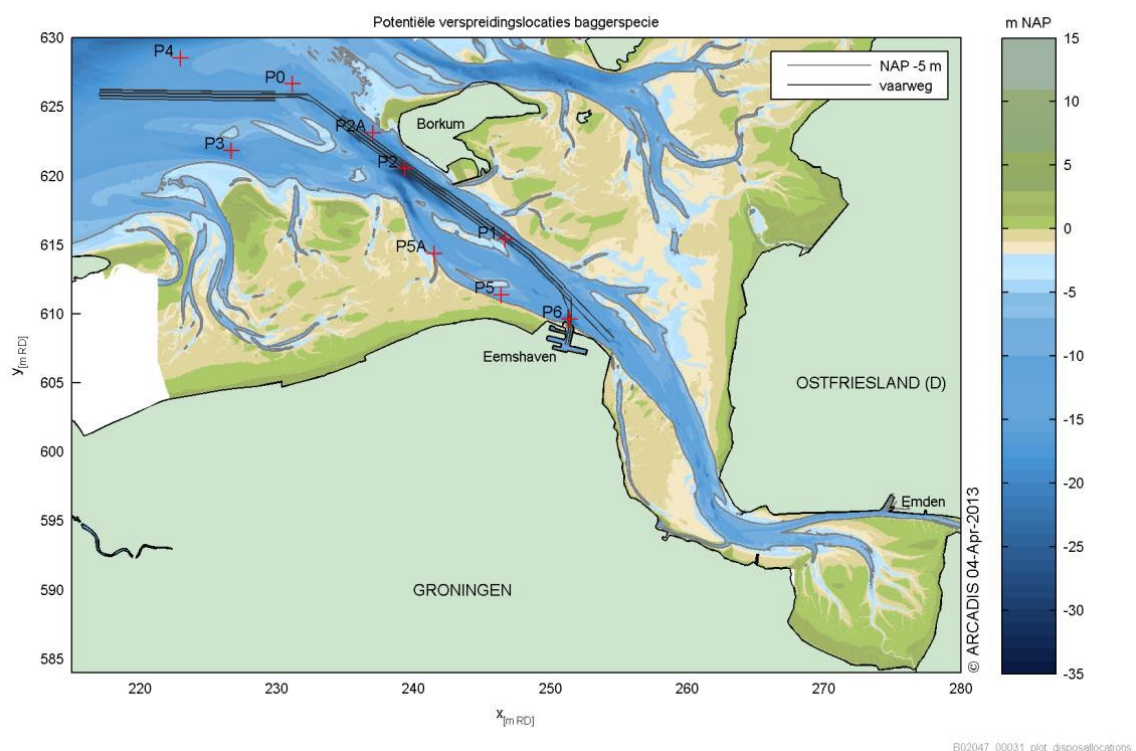 Potentiële verspreidingslocaties baggerspecie
m NAP
NAP -5 m
vaarweg
P4
P0
P2A
Borkum
P3
P2
P1
P5A
P5
P6
Eemshaven
OSTFRIESLAND (D)
Emden
GRONINGEN
© ARCADIS 04-Apr-2013
630
625
620
615
610
605
600
595
590
585
y[m RD]
220
230
240
250
260
270
280
x[m RD]
15
10
5
0
-5
-10
-15
-20
-25
-30
-35
B02047_00031_plot_disposallocations.